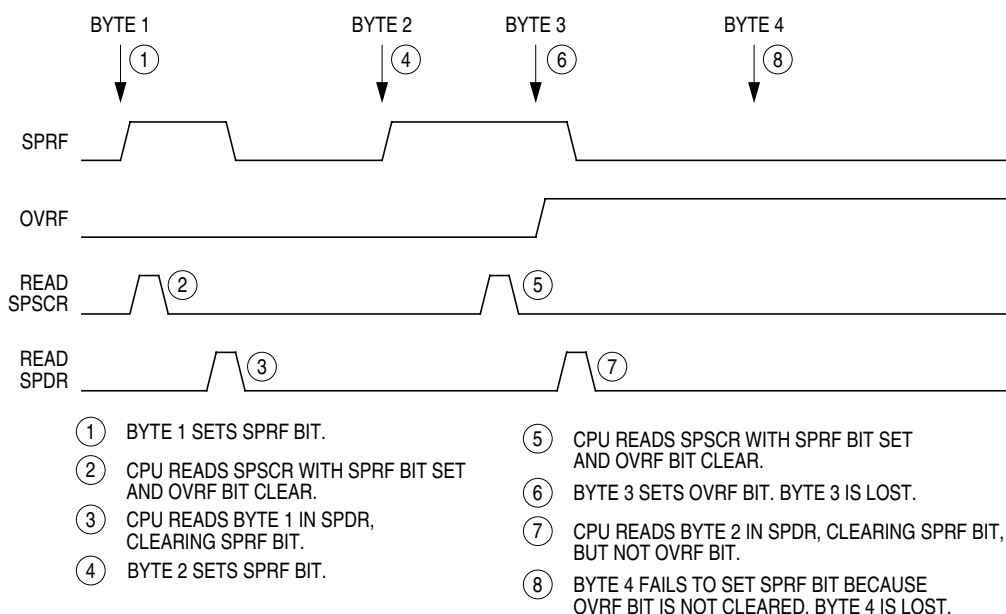 BYTE 1 BYTE 2 BYTE 3 BYTE 4
1 4 6 8
SPRF
OVRF
READ
SPSCR
2 5
READ
SPDR
3 7
1 BYTE 1 SETS SPRF BIT.
2 CPU READS SPSCR WITH SPRF BIT SET
AND OVRF BIT CLEAR.
3 CPU READS BYTE 1 IN SPDR,
CLEARING SPRF BIT.
4 BYTE 2 SETS SPRF BIT.
5 CPU READS SPSCR WITH SPRF BIT SET
AND OVRF BIT CLEAR.
6 BYTE 3 SETS OVRF BIT. BYTE 3 IS LOST.
7 CPU READS BYTE 2 IN SPDR, CLEARING SPRF BIT,
BUT NOT OVRF BIT.
8 BYTE 4 FAILS TO SET SPRF BIT BECAUSE
OVRF BIT IS NOT CLEARED. BYTE 4 IS LOST.